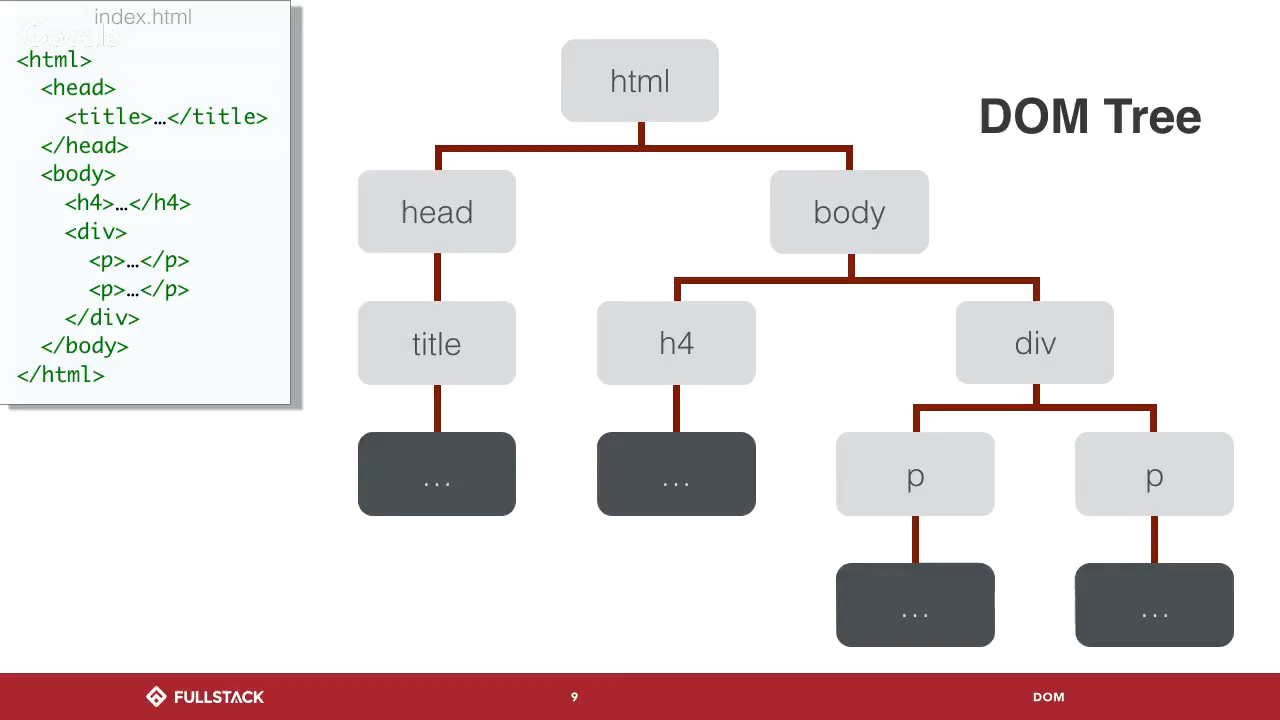 index.html
Google
<html>
<head>
<title>…</title>
</head>
<body>
<h4>…</h4>
<div>
<p>…</p>
<p>…</p>
</div>
</body>
</html>
DOM Tree
html
head
body
title
h4
div
...
...
p
p
...
...
FULLSTACK
9
DOM